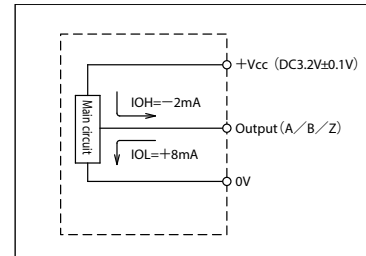 +Vcc (DC3.2V±0.1V)
IOH=－2mA
Main circuit
Output(A／B／Z)
IOL=+8mA
0V